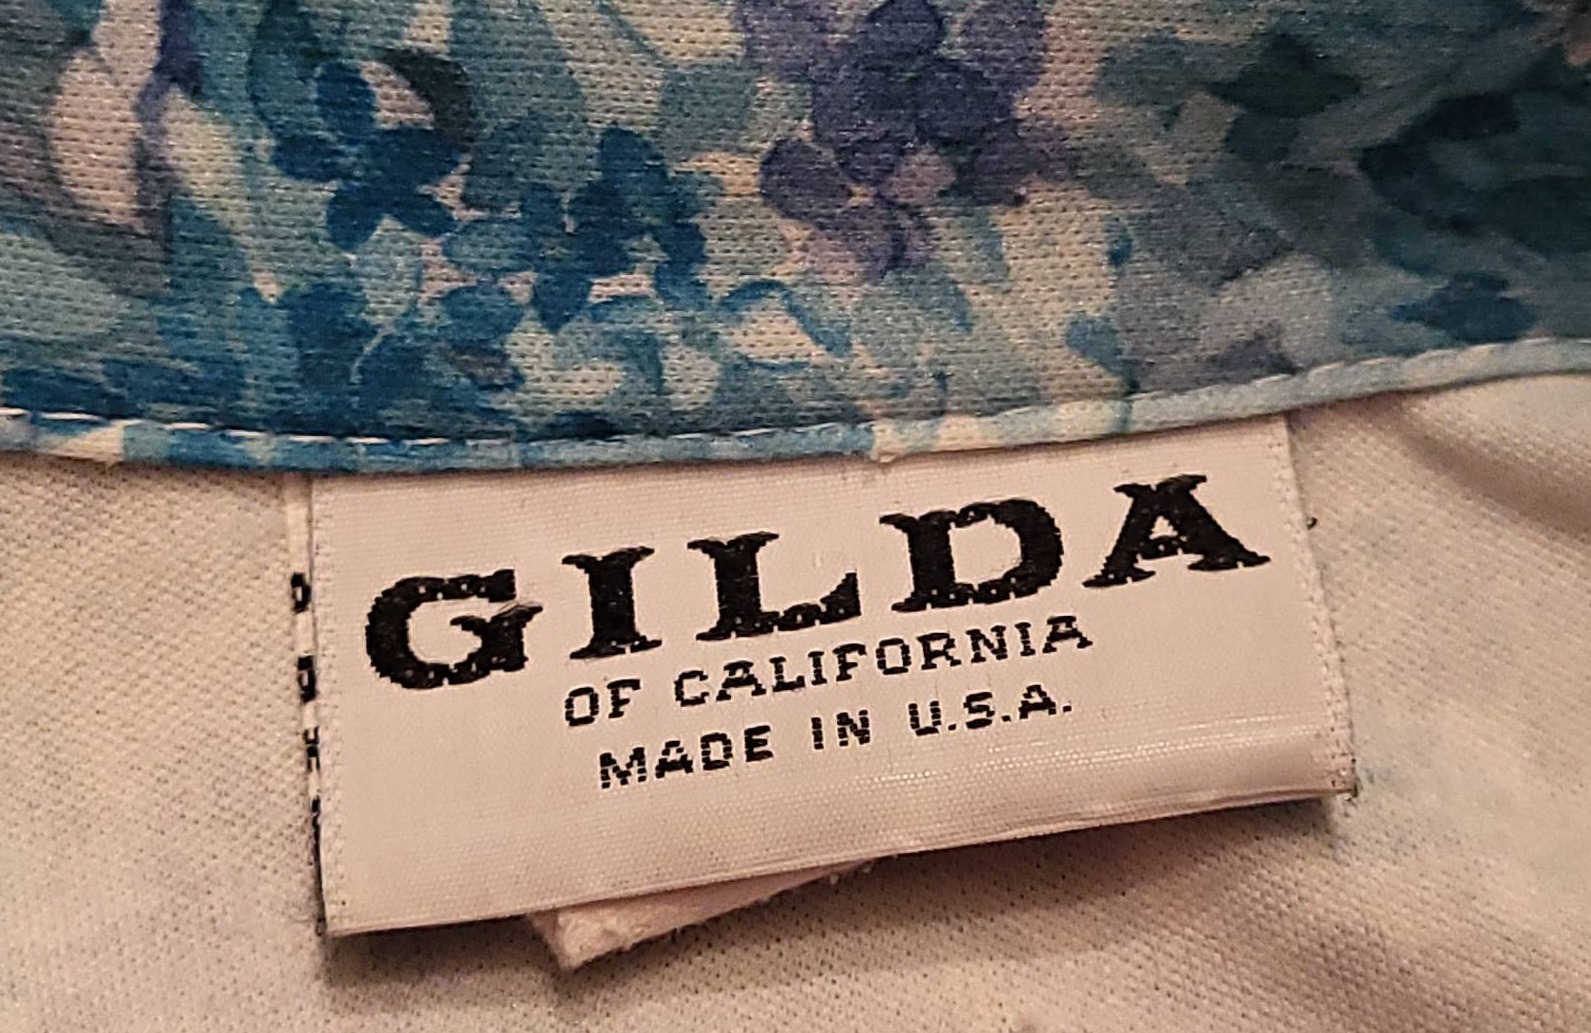 GILDA
OF CALIFORNIA
MADE IN U.S.A.